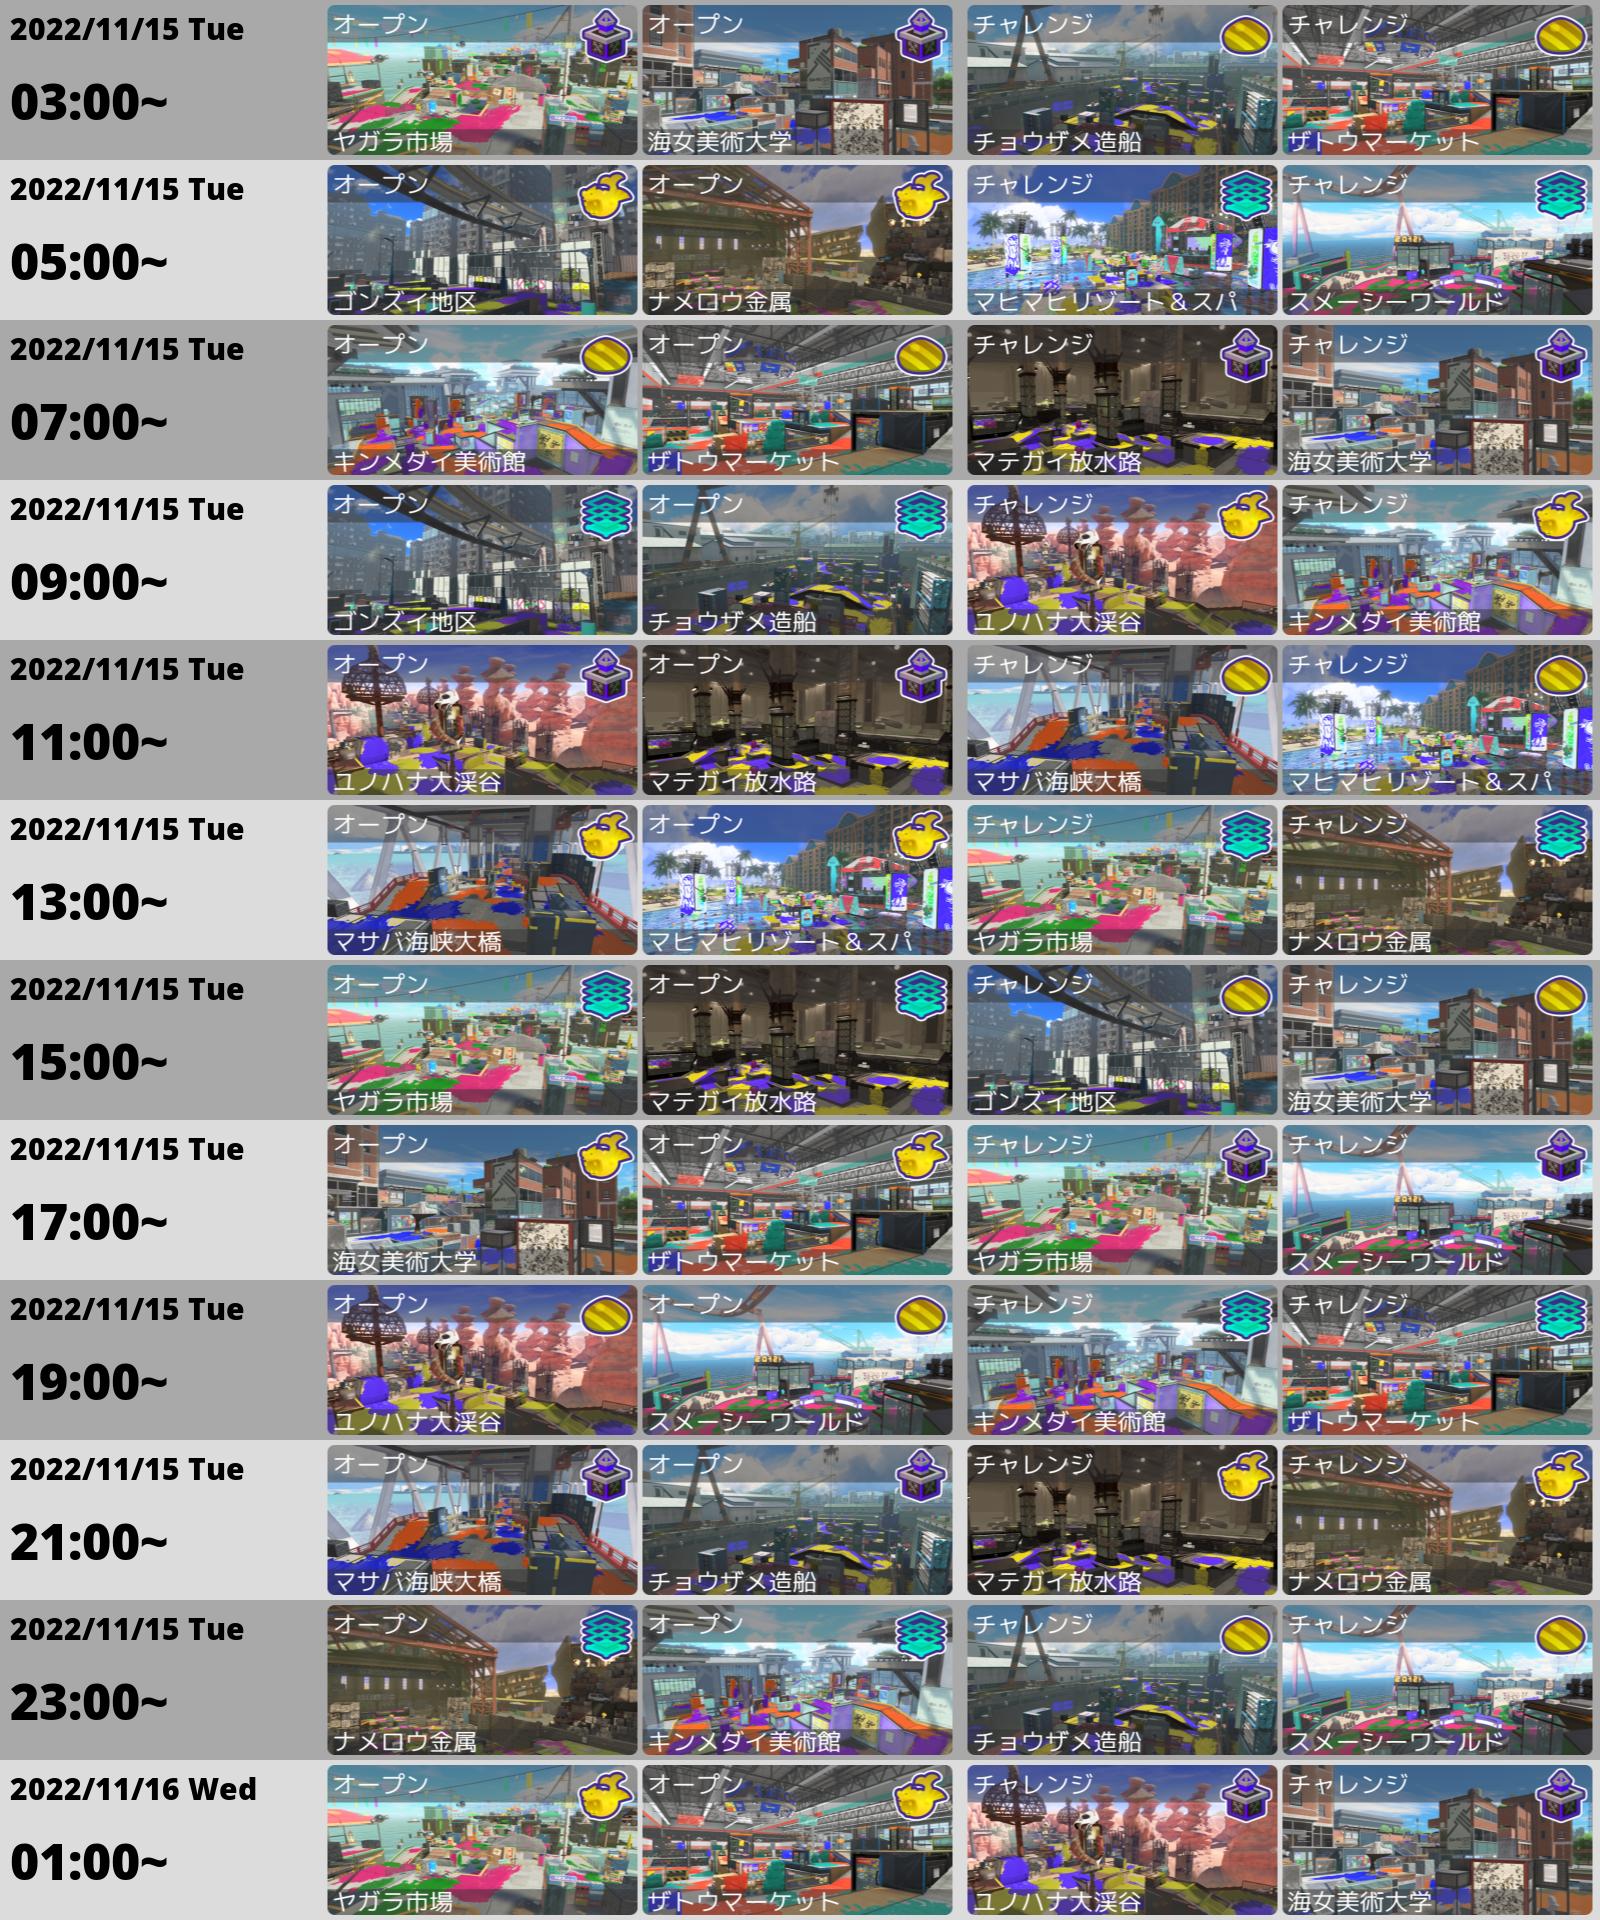 2022/11/15 Tue
03:00~
オープン
ヤガラ市場
オープン
海女美術大学
チャレンジ
チョウザメ造船
チャレンジ
ザトウマーケット
2022/11/15 Tue
05:00~
オープン
ゴンズイ地区
オープン
ナメロウ金属
チャレンジ
マヒマヒリゾート＆スパ
チャレンジ
スメーシーワールド
2022/11/15 Tue
07:00~
オープン
キンメダイ美術館
オープン
ザトウマーケット
チャレンジ
マテガイ放水路
チャレンジ
海女美術大学
2022/11/15 Tue
09:00~
オープン
ゴンズイ地区
オープン
チョウザメ造船
チャレンジ
ユノハナ大渓谷
チャレンジ
キンメダイ美術館
2022/11/15 Tue
11:00~
オープン
ユノハナ大渓谷
オープン
マテガイ放水路
チャレンジ
マサバ海峡大橋
チャレンジ
マヒマヒリゾート＆スパ
2022/11/15 Tue
13:00~
オープン
マサバ海峡大橋
オープン
マヒマヒリゾート＆スパ
チャレンジ
ヤガラ市場
チャレンジ
ナメロウ金属
2022/11/15 Tue
15:00~
オープン
ヤガラ市場
オープン
マテガイ放水路
チャレンジ
ゴンズイ地区
チャレンジ
海女美術大学
2022/11/15 Tue
17:00~
オープン
海女美術大学
オープン
ザトウマーケット
チャレンジ
ヤガラ市場
チャレンジ
スメーシーワールド
2022/11/15 Tue
19:00~
オープン
ユノハナ大渓谷
オープン
スメーシーワールド
チャレンジ
キンメダイ美術館
チャレンジ
ザトウマーケット
2022/11/15 Tue
21:00~
オープン
マサバ海峡大橋
オープン
チョウザメ造船
チャレンジ
マテガイ放水路
チャレンジ
ナメロウ金属
2022/11/15 Tue
23:00~
オープン
ナメロウ金属
オープン
キンメダイ美術館
チャレンジ
チョウザメ造船
チャレンジ
スメーシーワールド
2022/11/16 Wed
01:00~
オープン
ヤガラ市場
オープン
ザトウマーケット
チャレンジ
ユノハナ大渓谷
チャレンジ
海女美術大学